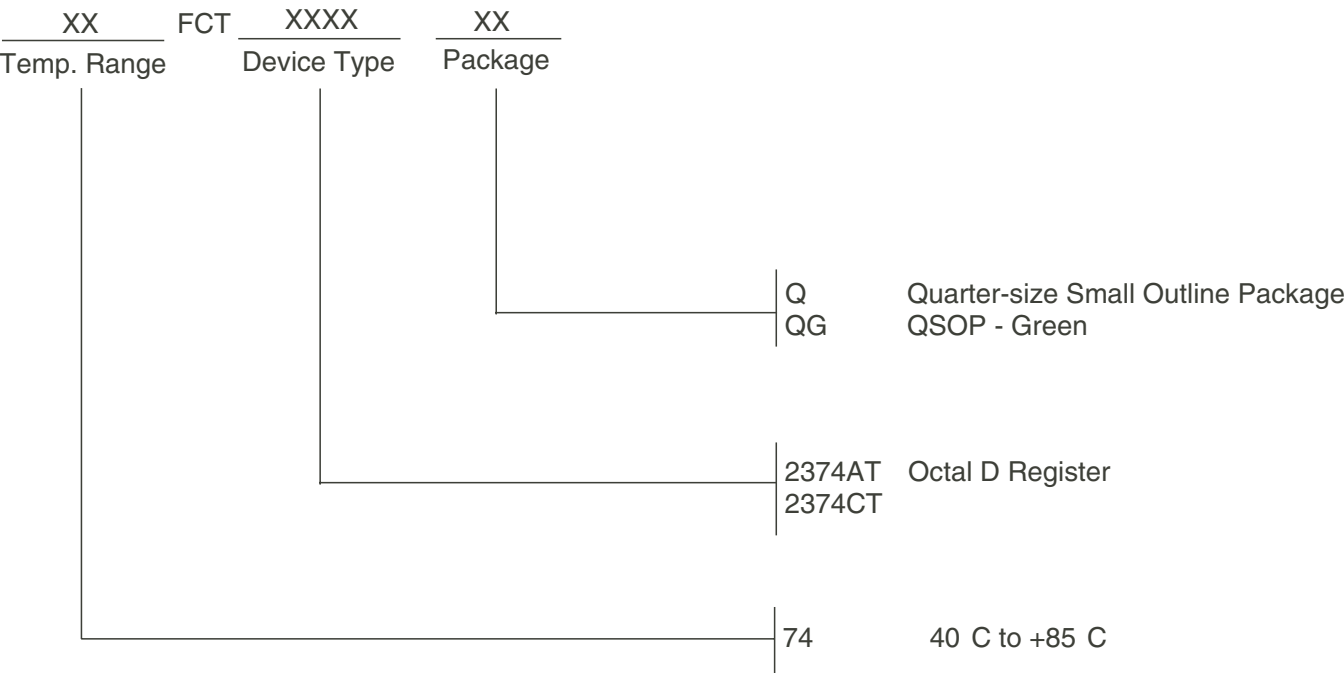 XX FCT XXXX XX
Temp. Range Device Type Package
Q Quarter-size Small Outline Package
QG QSOP - Green
2374AT Octal D Register
2374CT
74 40 C to +85 C